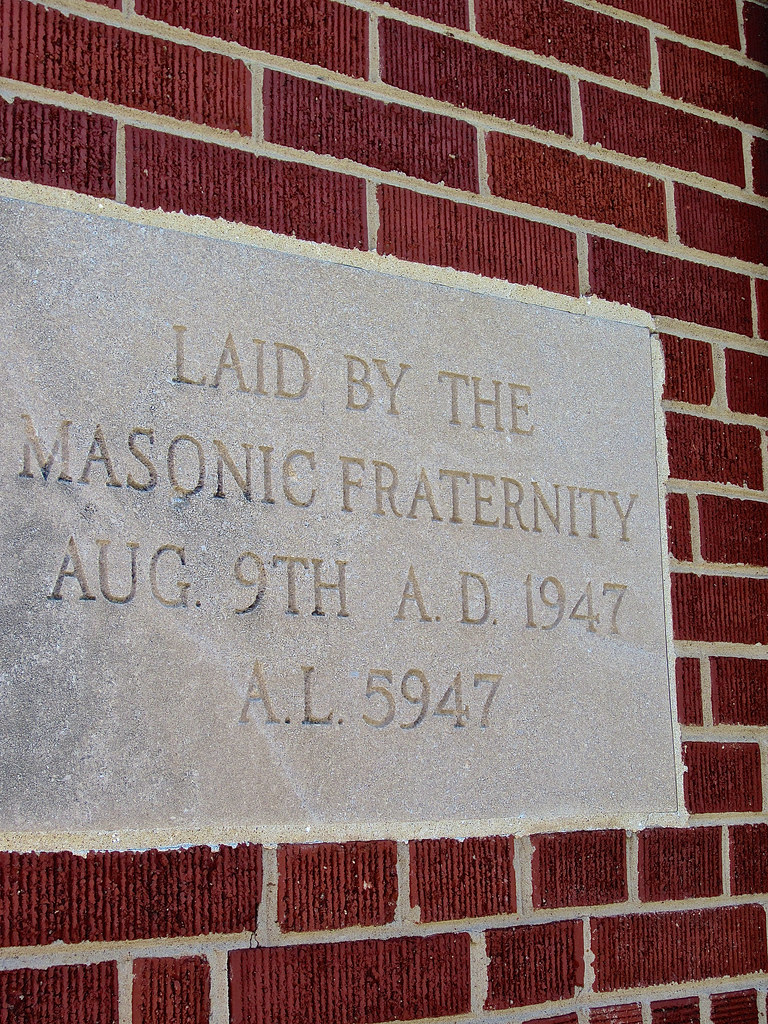 LAID BY THE
MASONIC FRATERNITY
AUG. 9TH A.D. 1947
A.L. 5947